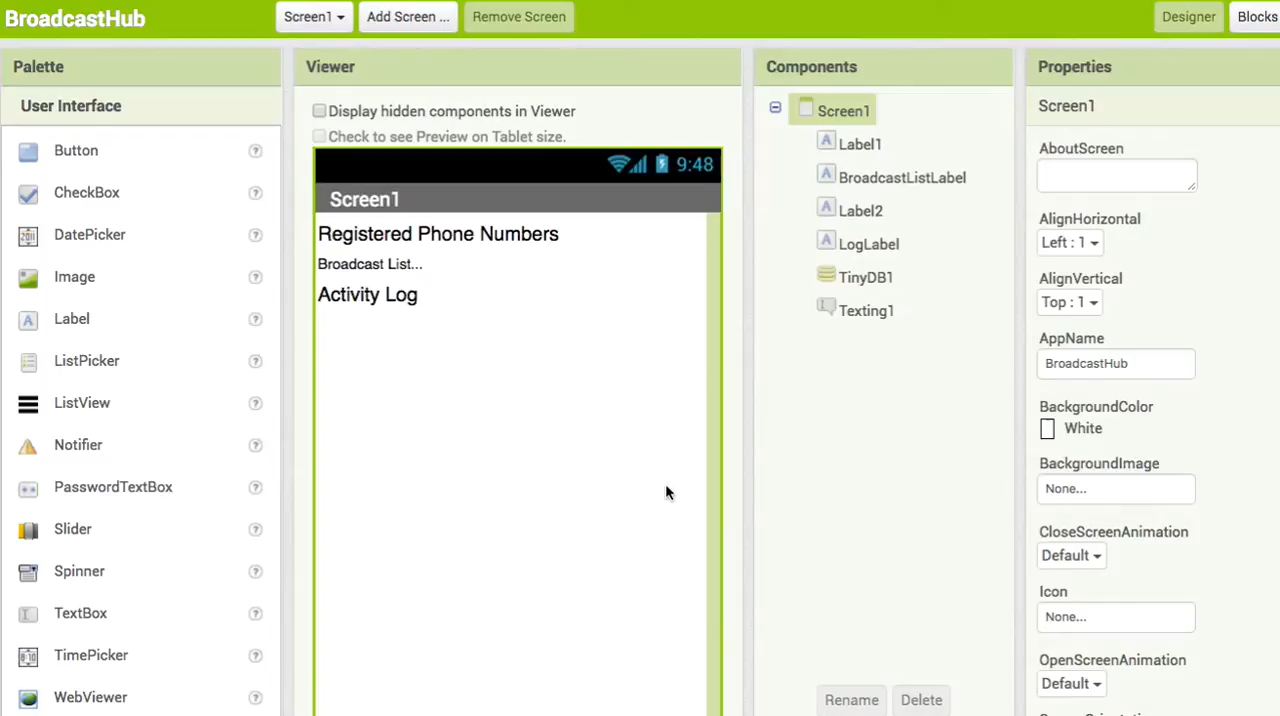 BroadcastHub
Screen1
Add Screen ...
Remove Screen
Designer
Blocks
Palette
User Interface
Button
?
CheckBox
?
DatePicker
?
Image
?
Label
?
ListPicker
?
ListView
?
Notifier
?
PasswordTextBox
?
Slider
?
Spinner
?
TextBox
?
TimePicker
?
WebViewer
?
Viewer
Display hidden components in Viewer
Check to see Preview on Tablet size.
9:48
Screen1
Registered Phone Numbers
Broadcast List...
Activity Log
Components
Screen1
A Label1
A BroadcastListLabel
A Label2
A LogLabel
TinyDB1
Texting1
Rename
Delete
Properties
Screen1
AboutScreen
AlignHorizontal
Left : 1
AlignVertical
Top : 1
AppName
BroadcastHub
BackgroundColor
White
BackgroundImage
None...
CloseScreenAnimation
Default
Icon
None...
OpenScreenAnimation
Default